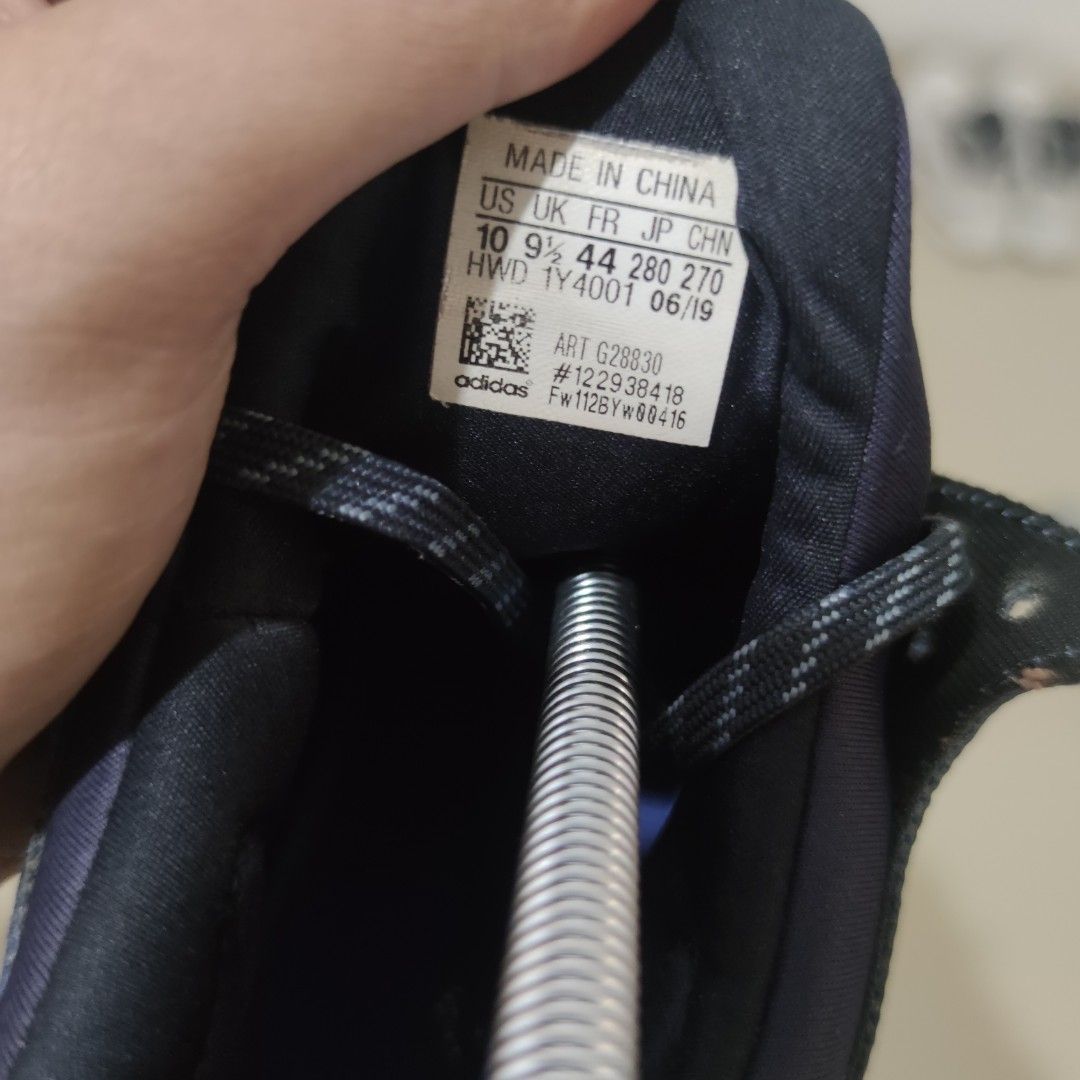 MADE IN CHINA
US UK FR JP CHN
10 9½ 44 280 270
HWD 1Y4001 06/19
ART G28830
#122938418
adidas Fw112BYw00416